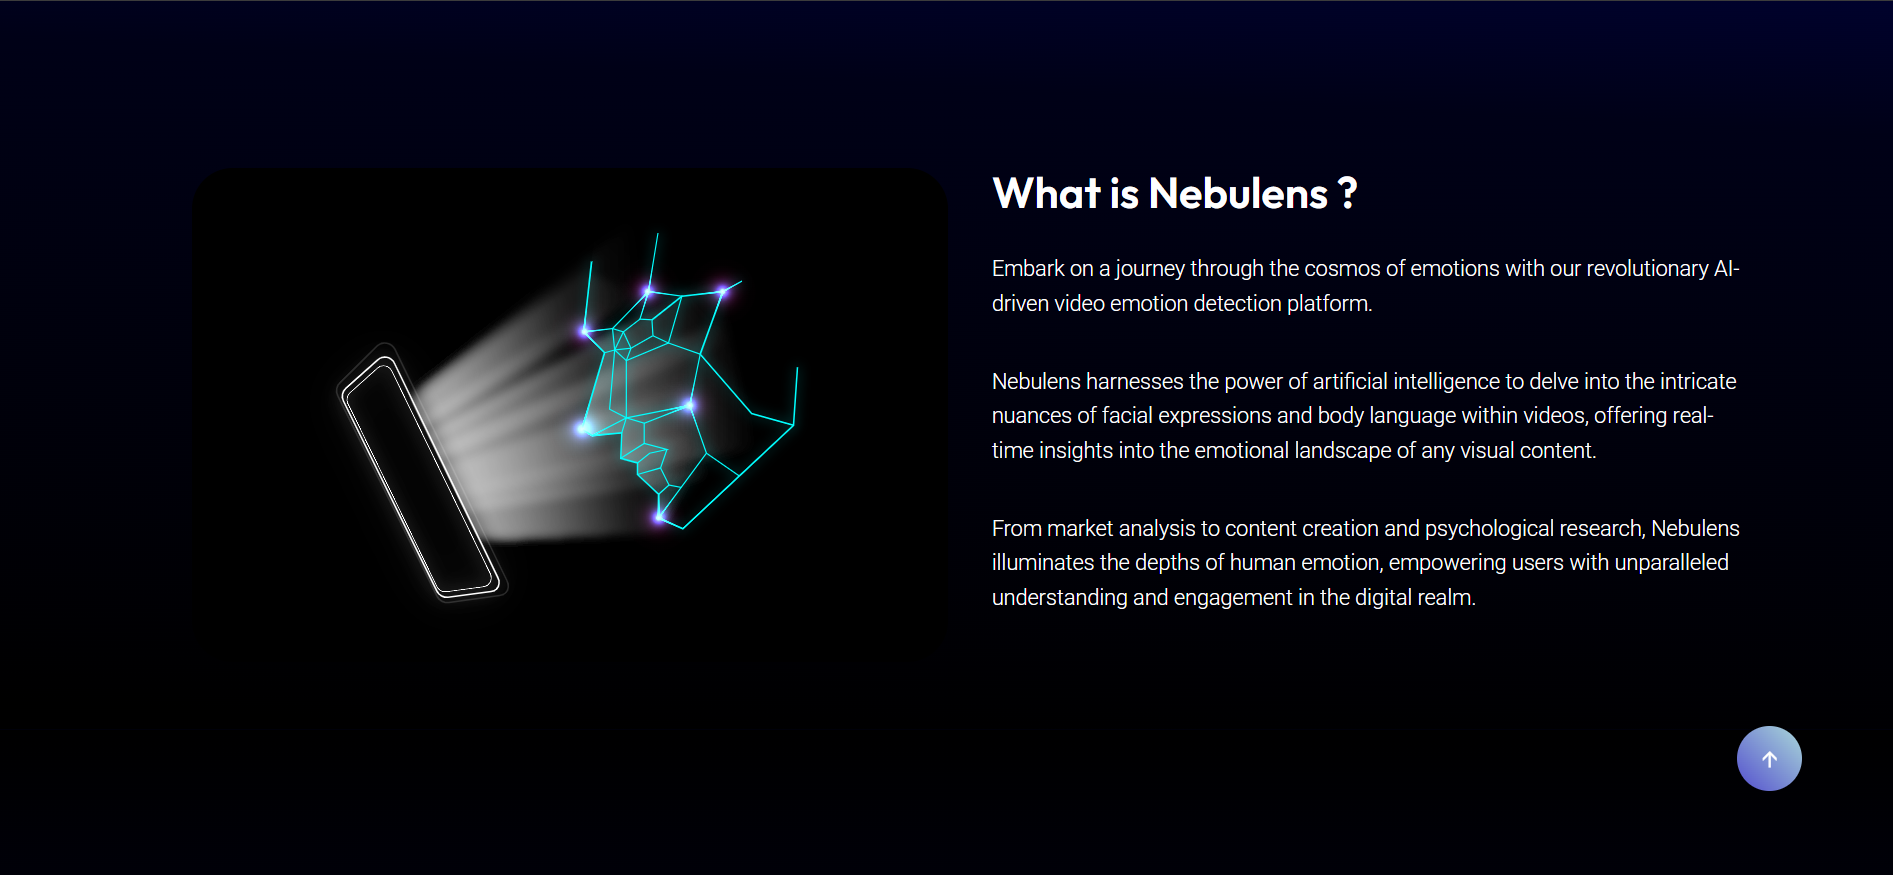 What is Nebulens ?
Embark on a journey through the cosmos of emotions with our revolutionary AI-
driven video emotion detection platform.
Nebulens harnesses the power of artificial intelligence to delve into the intricate
nuances of facial expressions and body language within videos, offering real-
time insights into the emotional landscape of any visual content.
From market analysis to content creation and psychological research, Nebulens
illuminates the depths of human emotion, empowering users with unparalleled
understanding and engagement in the digital realm.